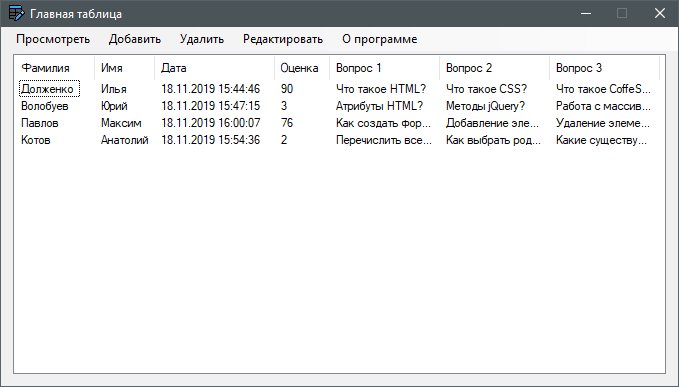 Главная таблица
Просмотреть Добавить Удалить Редактировать О программе
Фамилия Имя Дата Оценка Вопрос 1 Вопрос 2 Вопрос 3
Долженко Илья 18.11.2019 15:44:46 90 Что такое HTML? Что такое CSS? Что такое CoffeS...
Волобуев Юрий 18.11.2019 15:47:15 3 Атрибуты HTML? Методы jQuery? Работа с массив...
Павлов Максим 18.11.2019 16:00:07 76 Как создать фор... Добавление эле... Удаление элеме...
Котов Анатолий 18.11.2019 15:54:36 2 Перечислить все... Как выбрать род... Какие существу...